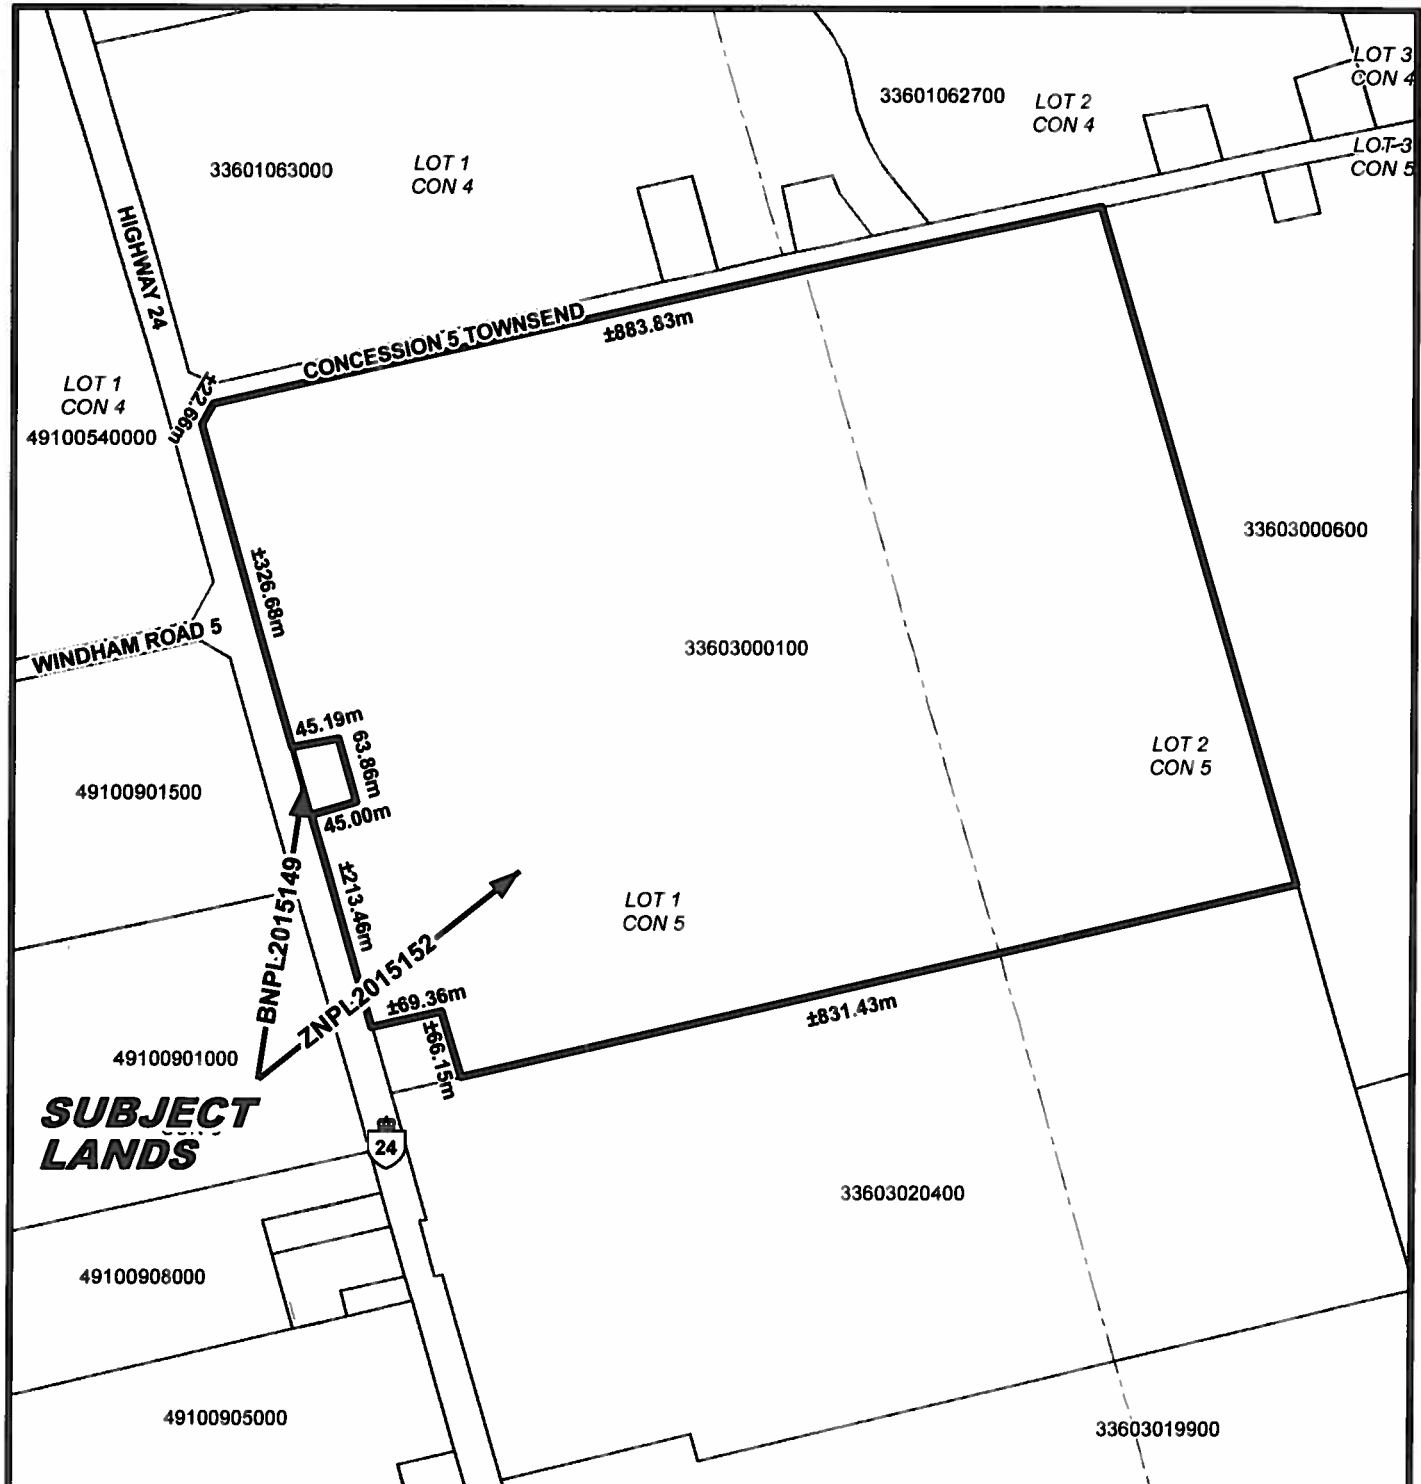 LOT 3
CON 4
33601062700
LOT 2
CON 4
LOT 3
CON 5
33601063000
LOT 1
CON 4
HIGHWAY 24
CONCESSION 5 TOWNSEND
±883.83m
±22.66m
LOT 1
CON 4
49100540000
33603000600
±326.68m
WINDHAM ROAD 5
33603000100
45.19m
63.86m
45.00m
LOT 2
CON 5
49100901500
±213.46m
BNPL2015149
ZNPL2015152
LOT 1
CON 5
±69.36m
±66.15m
±831.43m
49100901000
SUBJECT
LANDS
24
33603020400
49100908000
49100905000
33603019900